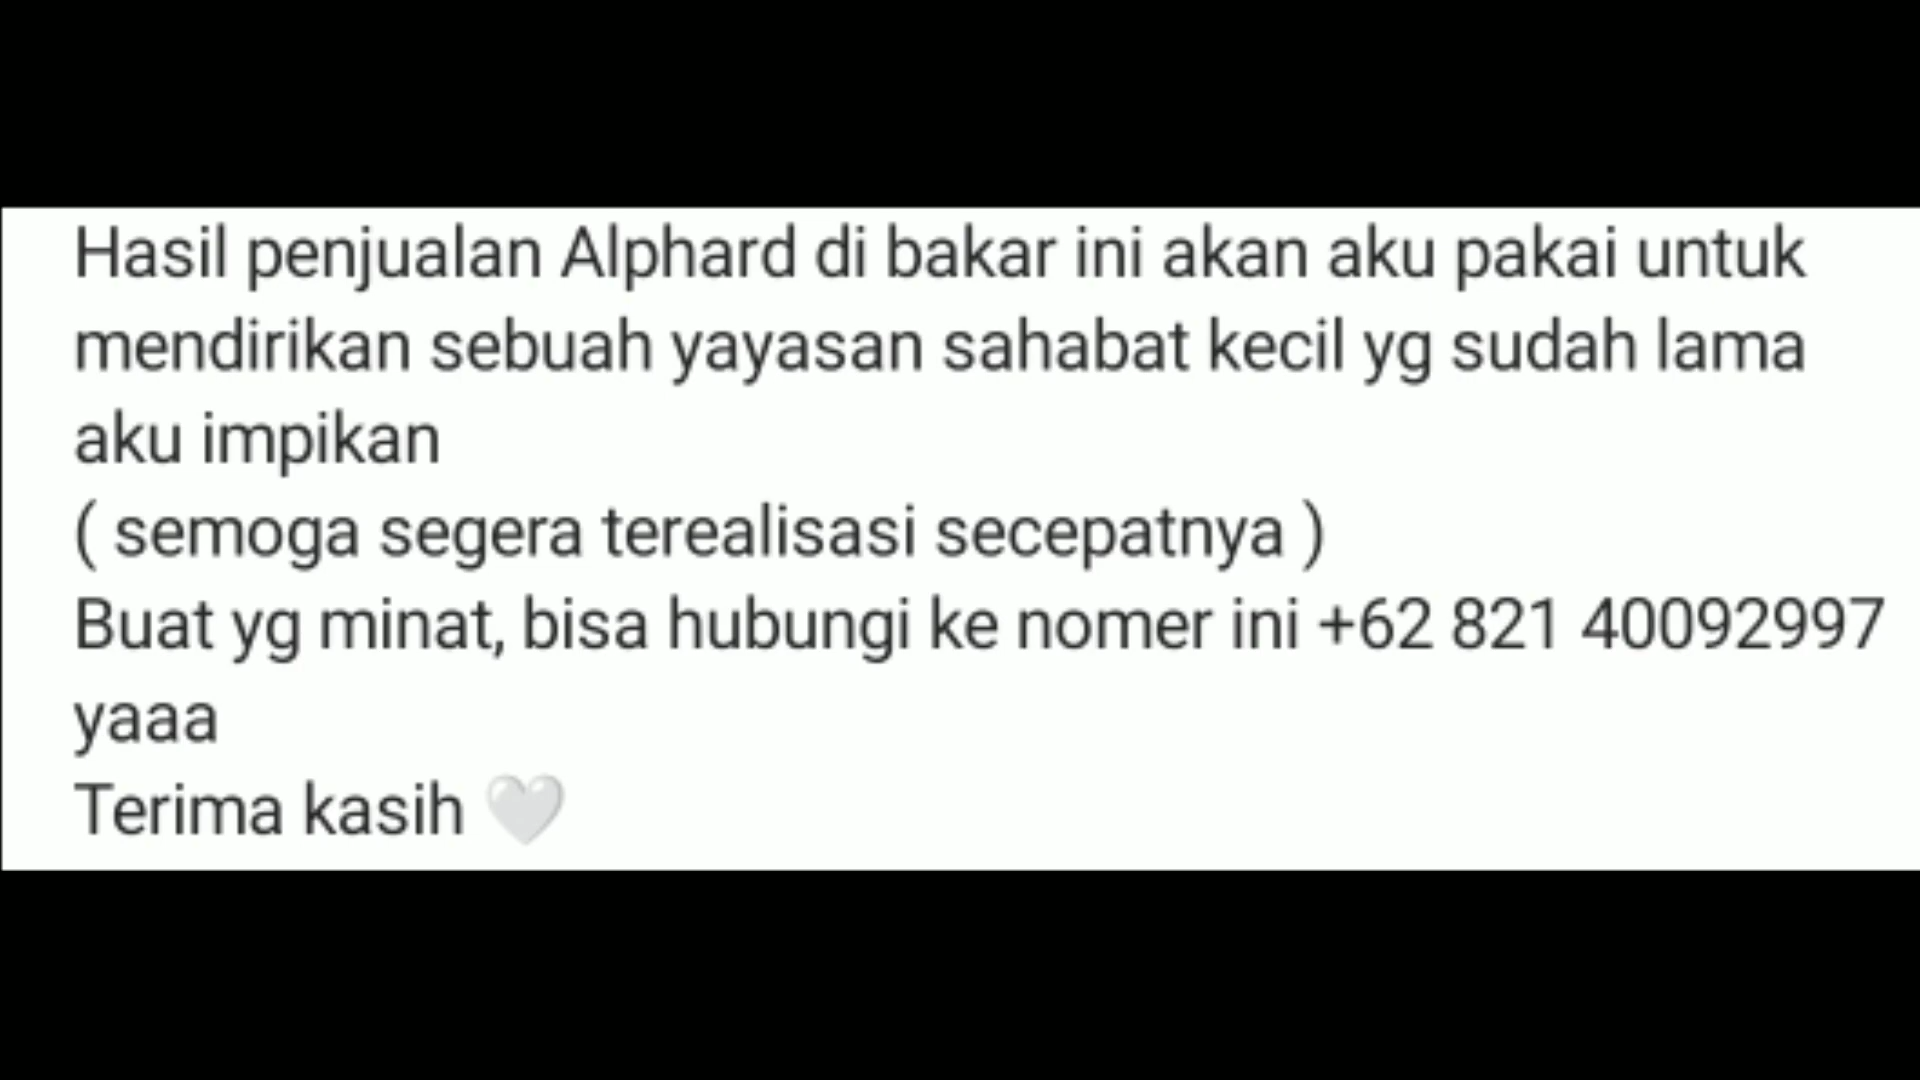 Hasil penjualan Alphard di bakar ini akan aku pakai untuk
mendirikan sebuah yayasan sahabat kecil yg sudah lama
aku impikan
( semoga segera terealisasi secepatnya )
Buat yg minat, bisa hubungi ke nomer ini +62 821 40092997
yaaa
Terima kasih 🤍